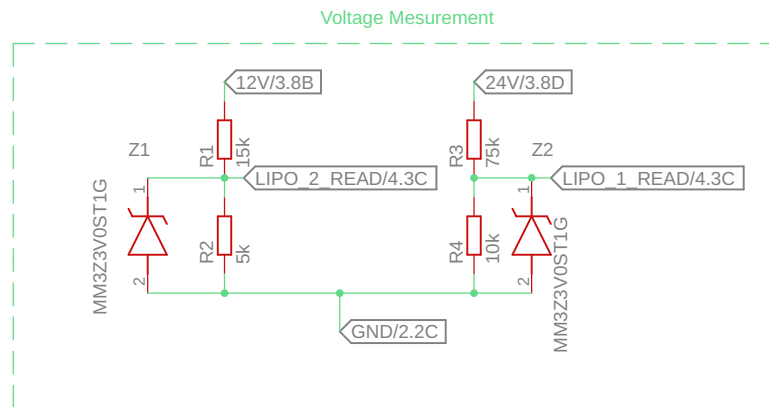 Voltage Mesurement
12V/3.8B
24V/3.8D
Z1
R1
15k
R3
75k
Z2
LIPO_2_READ/4.3C
LIPO_1_READ/4.3C
1
1
MM3Z3V0ST1G
R2
5k
R4
10k
MM3Z3V0ST1G
2
2
GND/2.2C